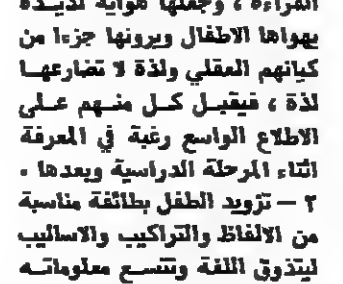 القراءة ، وجعلها هواية لذيذة
يهواها الاطفال ويرونها جزءا من
كيانهم العقلي ولذة لا تضارعها
لذة ، فيقبل كل منهم على
الاطلاع الواسع رغبة في المعرفة
اثناء المرحلة الدراسية وبعدها .
٢ — تزويد الطفل بطائفة مناسبة
من الالفاظ والتراكيب والاساليب
ليتذوق اللغة وتتسع معلوماته